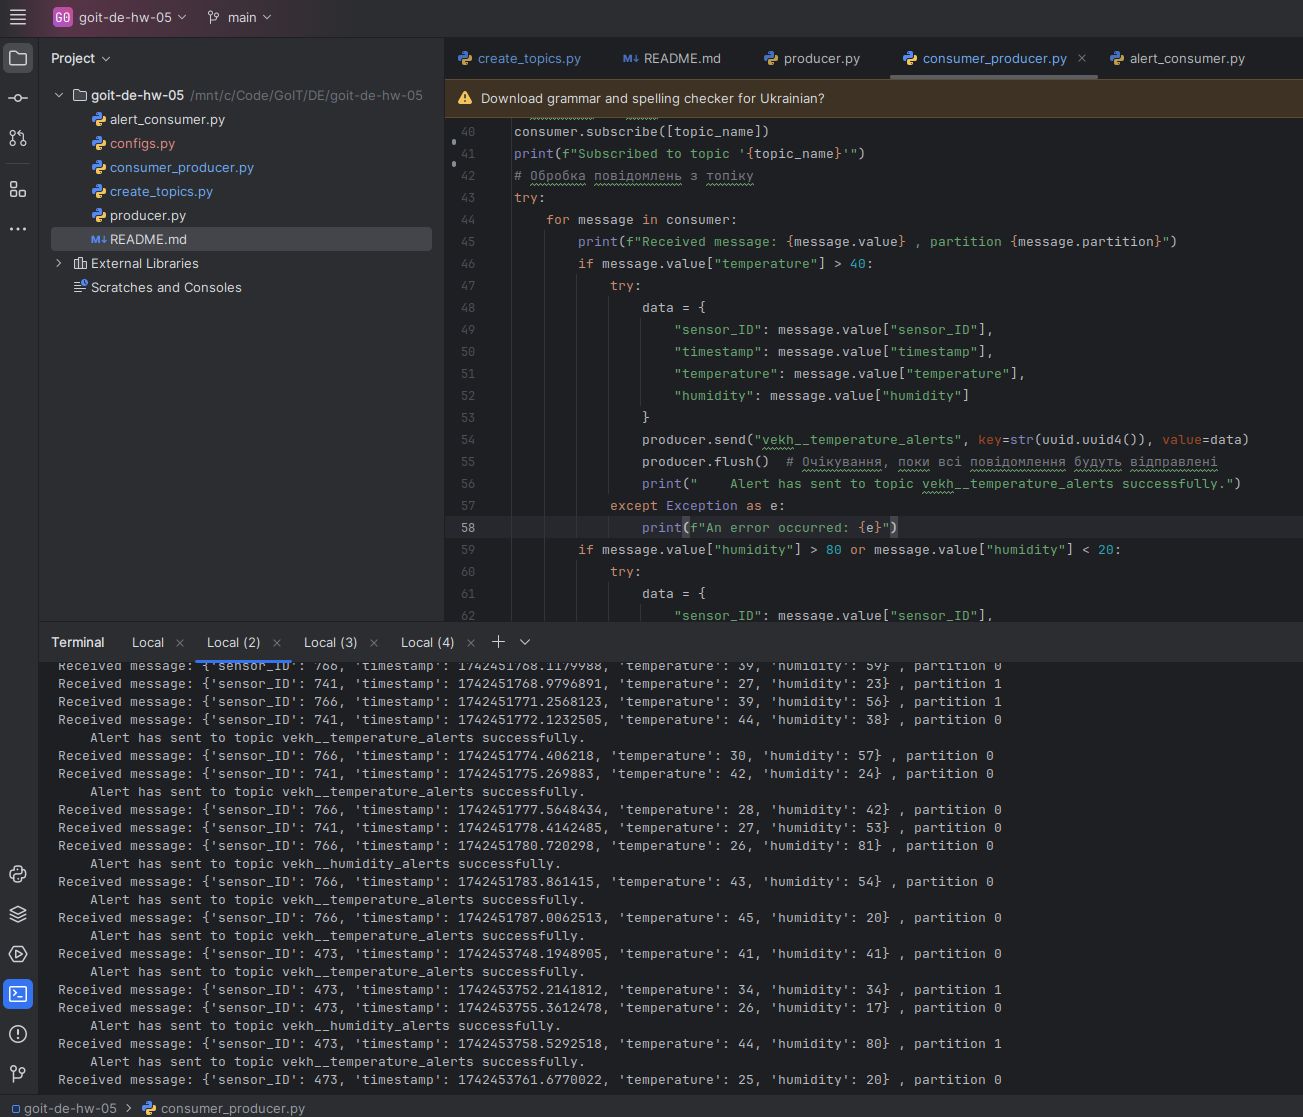 GO goit-de-hw-05 main
Project
goit-de-hw-05 /mnt/c/Code/GoIT/DE/goit-de-hw-05
alert_consumer.py
configs.py
consumer_producer.py
create_topics.py
producer.py
M↓ README.md
External Libraries
Scratches and Consoles
create_topics.py M↓ README.md producer.py consumer_producer.py × alert_consumer.py
Download grammar and spelling checker for Ukrainian?
40 consumer.subscribe([topic_name])
41 print(f"Subscribed to topic '{topic_name}'")
42 # Обробка повідомлень з топіку
43 try:
44 for message in consumer:
45 print(f"Received message: {message.value} , partition {message.partition}")
46 if message.value["temperature"] > 40:
47 try:
48 data = {
49 "sensor_ID": message.value["sensor_ID"],
50 "timestamp": message.value["timestamp"],
51 "temperature": message.value["temperature"],
52 "humidity": message.value["humidity"]
53 }
54 producer.send("vekh__temperature_alerts", key=str(uuid.uuid4()), value=data)
55 producer.flush() # Очікування, поки всі повідомлення будуть відправлені
56 print("    Alert has sent to topic vekh__temperature_alerts successfully.")
57 except Exception as e:
58 print(f"An error occurred: {e}")
59 if message.value["humidity"] > 80 or message.value["humidity"] < 20:
60 try:
61 data = {
62 "sensor_ID": message.value["sensor_ID"],
Terminal Local × Local (2) × Local (3) × Local (4) × +
Received message: {'sensor_ID': 766, 'timestamp': 1742451768.1179988, 'temperature': 39, 'humidity': 59} , partition 0
Received message: {'sensor_ID': 741, 'timestamp': 1742451768.9796891, 'temperature': 27, 'humidity': 23} , partition 1
Received message: {'sensor_ID': 766, 'timestamp': 1742451771.2568123, 'temperature': 39, 'humidity': 56} , partition 1
Received message: {'sensor_ID': 741, 'timestamp': 1742451772.1232505, 'temperature': 44, 'humidity': 38} , partition 0
Alert has sent to topic vekh__temperature_alerts successfully.
Received message: {'sensor_ID': 766, 'timestamp': 1742451774.406218, 'temperature': 30, 'humidity': 57} , partition 0
Received message: {'sensor_ID': 741, 'timestamp': 1742451775.269883, 'temperature': 42, 'humidity': 24} , partition 0
Alert has sent to topic vekh__temperature_alerts successfully.
Received message: {'sensor_ID': 766, 'timestamp': 1742451777.5648434, 'temperature': 28, 'humidity': 42} , partition 0
Received message: {'sensor_ID': 741, 'timestamp': 1742451778.4142485, 'temperature': 27, 'humidity': 53} , partition 0
Received message: {'sensor_ID': 766, 'timestamp': 1742451780.720298, 'temperature': 26, 'humidity': 81} , partition 0
Alert has sent to topic vekh__humidity_alerts successfully.
Received message: {'sensor_ID': 766, 'timestamp': 1742451783.861415, 'temperature': 43, 'humidity': 54} , partition 0
Alert has sent to topic vekh__temperature_alerts successfully.
Received message: {'sensor_ID': 766, 'timestamp': 1742451787.0062513, 'temperature': 45, 'humidity': 20} , partition 0
Alert has sent to topic vekh__temperature_alerts successfully.
Received message: {'sensor_ID': 473, 'timestamp': 1742453748.1948905, 'temperature': 41, 'humidity': 41} , partition 0
Alert has sent to topic vekh__temperature_alerts successfully.
Received message: {'sensor_ID': 473, 'timestamp': 1742453752.2141812, 'temperature': 34, 'humidity': 34} , partition 1
Received message: {'sensor_ID': 473, 'timestamp': 1742453755.3612478, 'temperature': 26, 'humidity': 17} , partition 0
Alert has sent to topic vekh__humidity_alerts successfully.
Received message: {'sensor_ID': 473, 'timestamp': 1742453758.5292518, 'temperature': 44, 'humidity': 80} , partition 1
Alert has sent to topic vekh__temperature_alerts successfully.
Received message: {'sensor_ID': 473, 'timestamp': 1742453761.6770022, 'temperature': 25, 'humidity': 20} , partition 0
goit-de-hw-05 > consumer_producer.py